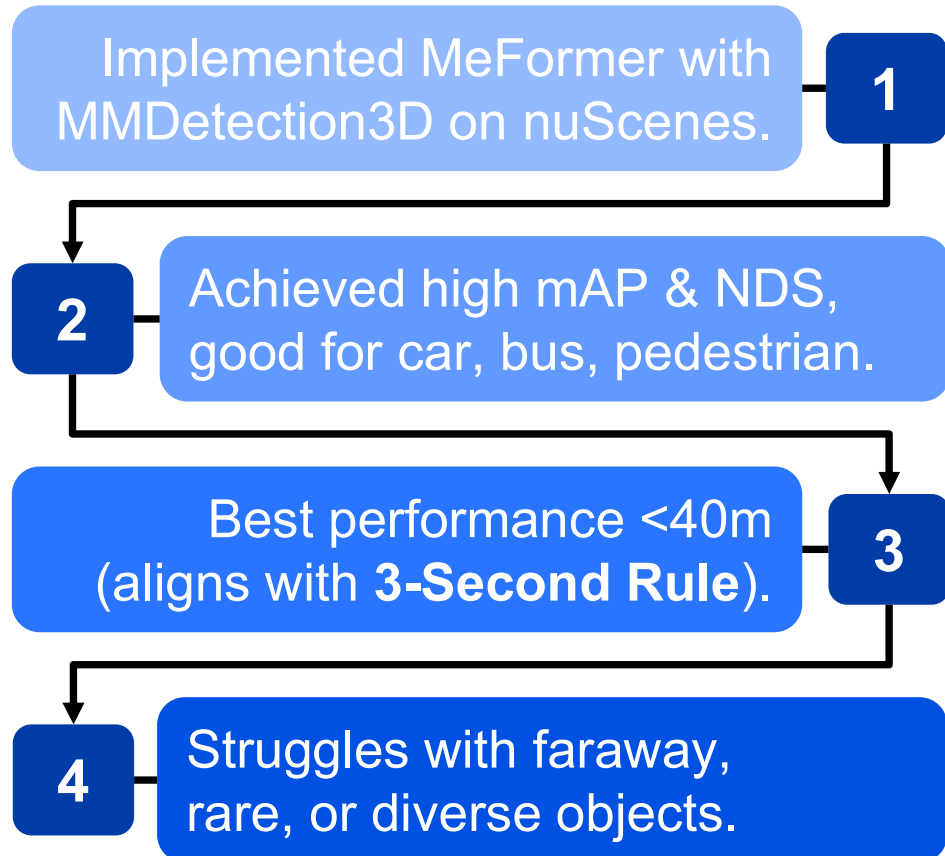 Implemented MeFormer with
MMDetection3D on nuScenes.
1
2
Achieved high mAP & NDS,
good for car, bus, pedestrian.
Best performance <40m
(aligns with 3-Second Rule).
3
4
Struggles with faraway,
rare, or diverse objects.